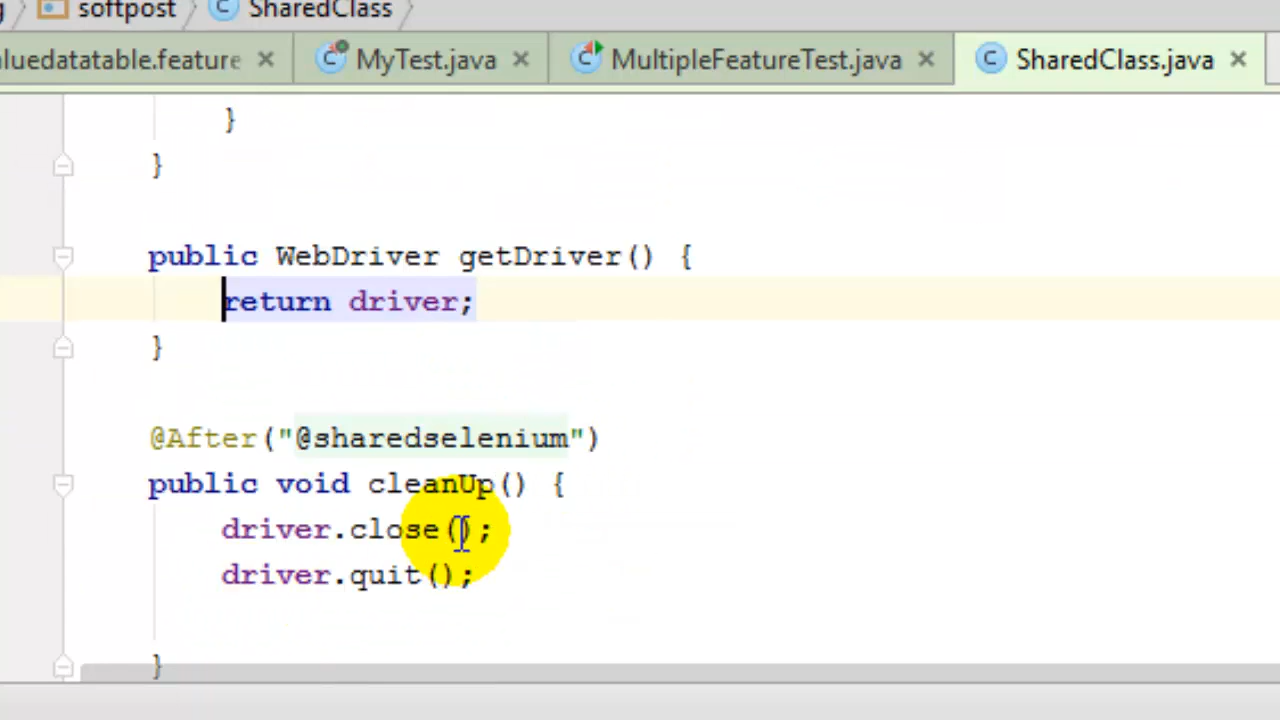 softpost SharedClass
luedatatable.feature MyTest.java MultipleFeatureTest.java SharedClass.java
}
}
public WebDriver getDriver() {
return driver;
}
@After("@sharedselenium")
public void cleanUp() {
driver.close();
driver.quit();
}